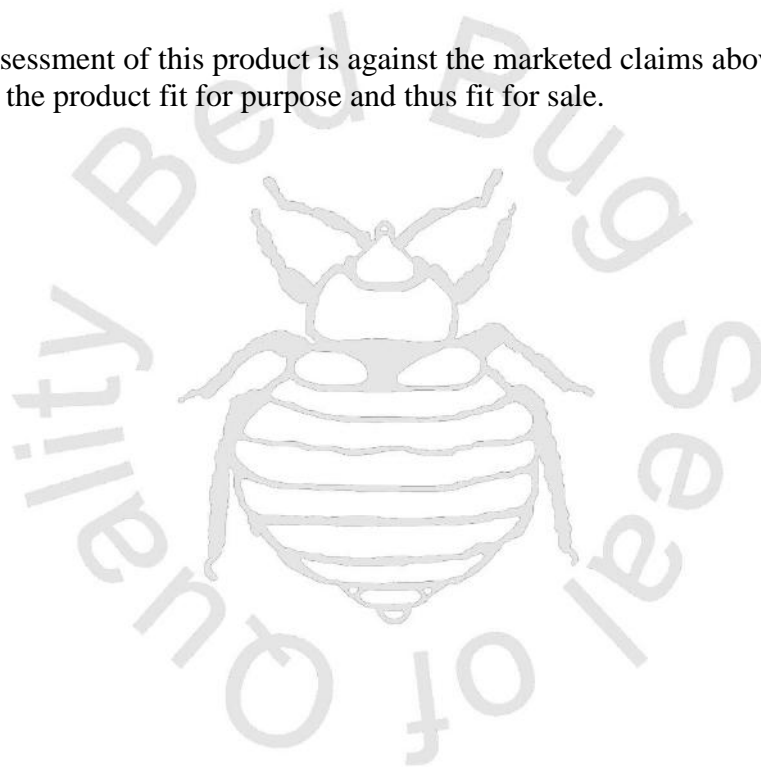 sessment of this product is against the marketed claims abov
the product fit for purpose and thus fit for sale.
Bed Bug Seal of Quality